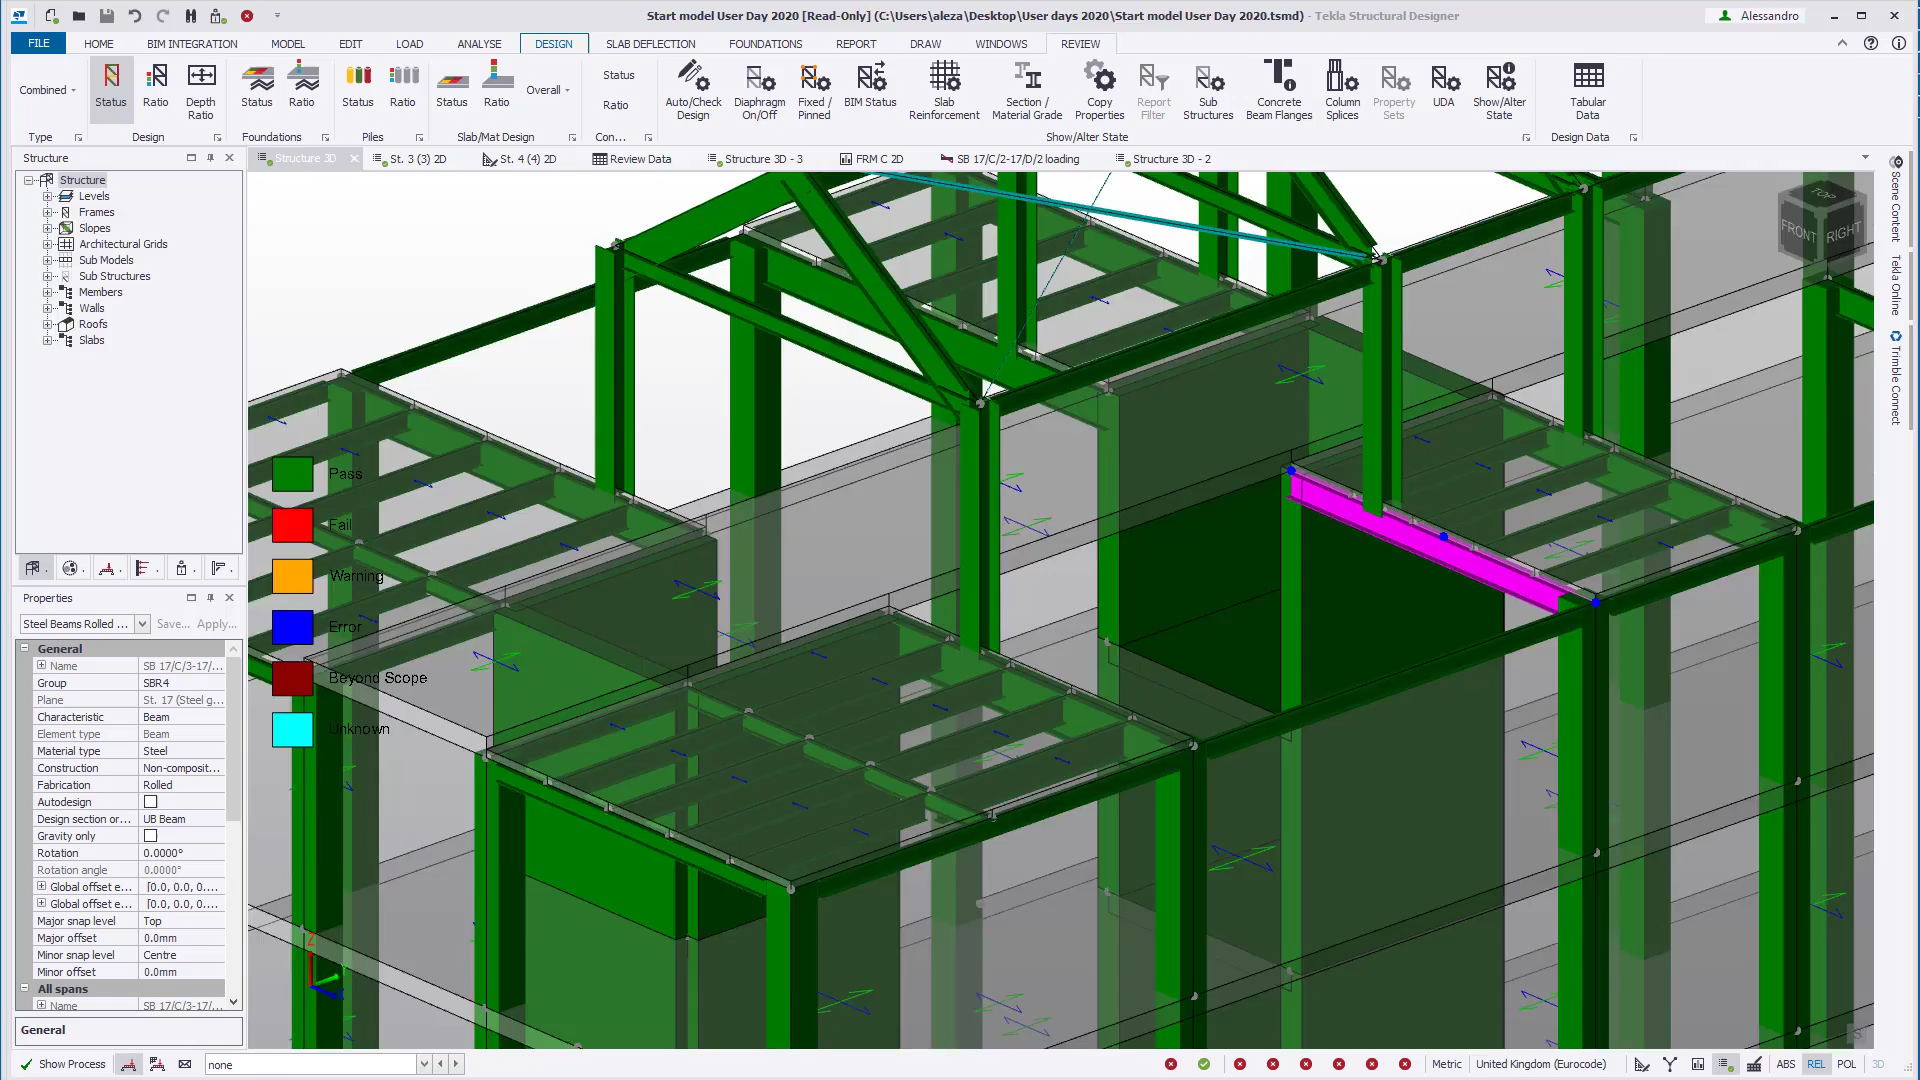 Start model User Day 2020 [Read-Only] (C:\Users\aleza\Desktop\User days 2020\Start model User Day 2020.tsmd) - Tekla Structural Designer
Alessandro
FILE HOME BIM INTEGRATION MODEL EDIT LOAD ANALYSE DESIGN SLAB DEFLECTION FOUNDATIONS REPORT DRAW WINDOWS REVIEW
Combined
Status Ratio Depth Ratio
Status Ratio
Status Ratio
Status Ratio Overall
Status
Ratio
Auto/Check Design
Diaphragm On/Off
Fixed / Pinned
BIM Status
Slab Reinforcement
Section / Material Grade
Copy Properties
Report Filter
Sub Structures
Concrete Beam Flanges
Column Splices
Property Sets
UDA
Show/Alter State
Tabular Data
Type Design Foundations Piles Slab/Mat Design Con... Show/Alter State Design Data
Structure
Structure 3D St. 3 (3) 2D St. 4 (4) 2D Review Data Structure 3D - 3 FRM C 2D SB 17/C/2-17/D/2 loading Structure 3D - 2
Structure
Levels
Frames
Slopes
Architectural Grids
Sub Models
Sub Structures
Members
Walls
Roofs
Slabs
Scene Content
Tekla Online
Trimble Connect
TOP
FRONT RIGHT
Pass
Fail
Warning
Error
Beyond Scope
Unknown
Z
X
Properties
Steel Beams Rolled ... Save... Apply...
General
Name SB 17/C/3-17/...
Group SBR4
Plane St. 17 (Steel g...
Characteristic Beam
Element type Beam
Material type Steel
Construction Non-composit...
Fabrication Rolled
Autodesign
Design section or... UB Beam
Gravity only
Rotation 0.0000°
Rotation angle 0.0000°
Global offset e... [0.0, 0.0, 0....
Global offset e... [0.0, 0.0, 0....
Major snap level Top
Major offset 0.0mm
Minor snap level Centre
Minor offset 0.0mm
All spans
Name SB 17/C/3-17/...
General
Show Process none Metric United Kingdom (Eurocode) ABS REL POL 3D